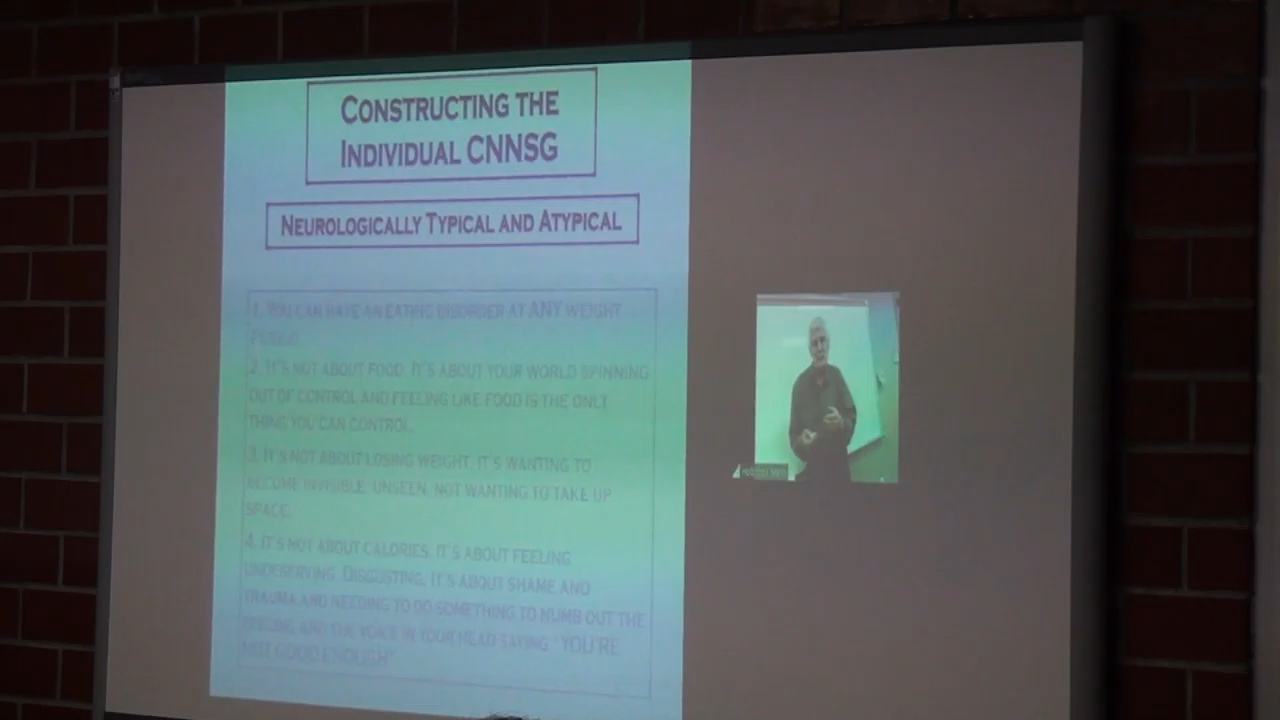 CONSTRUCTING THE
INDIVIDUAL CNNSG
NEUROLOGICALLY TYPICAL AND ATYPICAL
1. YOU CAN HAVE AN EATING DISORDER AT ANY WEIGHT
PERIOD.
2. IT'S NOT ABOUT FOOD. IT'S ABOUT YOUR WORLD SPINNING
OUT OF CONTROL AND FEELING LIKE FOOD IS THE ONLY
THING YOU CAN CONTROL.
3. IT'S NOT ABOUT LOSING WEIGHT. IT'S WANTING TO
BECOME INVISIBLE. UNSEEN. NOT WANTING TO TAKE UP
SPACE.
4. IT'S NOT ABOUT CALORIES. IT'S ABOUT FEELING
UNDESERVING. DISGUSTING. IT'S ABOUT SHAME AND
TRAUMA AND NEEDING TO DO SOMETHING TO NUMB OUT THE
FEELING AND THE VOICE IN YOUR HEAD SAYING "YOU'RE
NOT GOOD ENOUGH"